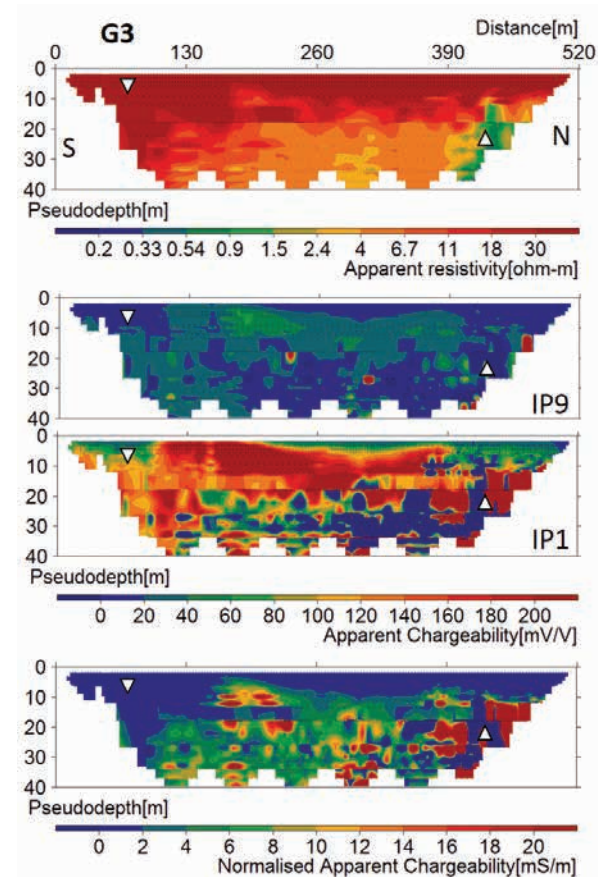 G3
Distance[m]
0 130 260 390 520
0
10
20
30
40
S
N
Pseudodepth[m]
0.2 0.33 0.54 0.9 1.5 2.4 4 6.7 11 18 30
Apparent resistivity[ohm-m]
0
10
20
30
40
IP9
0
10
20
30
40
IP1
Pseudodepth[m]
0 20 40 60 80 100 120 140 160 180 200
Apparent Chargeability[mV/V]
0
10
20
30
40
Pseudodepth[m]
0 2 4 6 8 10 12 14 16 18 20
Normalised Apparent Chargeability[mS/m]